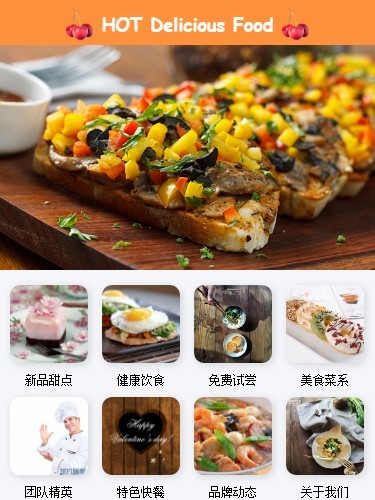 HOT Delicious Food
新品甜点
健康饮食
免费试尝
美食菜系
Happy
Valentine's day!
团队精英
特色快餐
品牌动态
关于我们